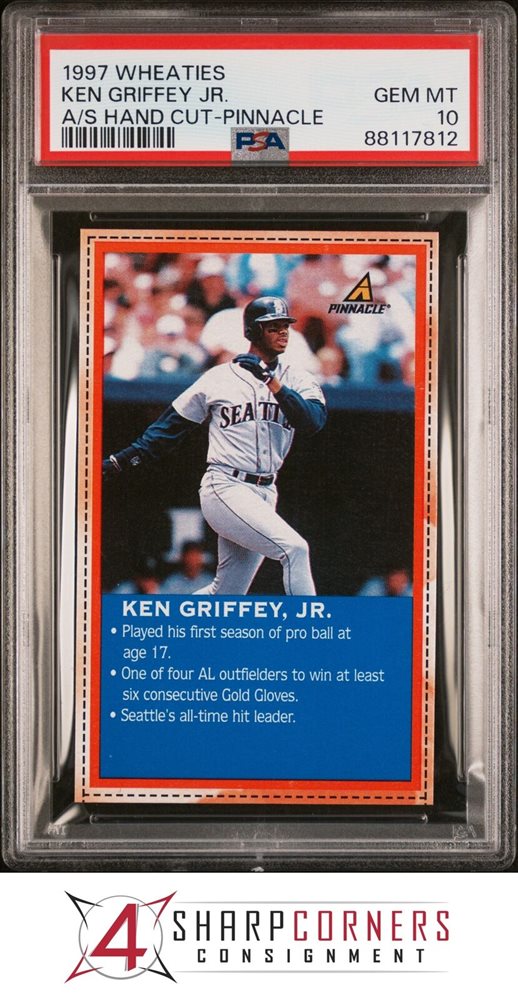 1997 WHEATIES
KEN GRIFFEY JR. GEM MT
A/S HAND CUT-PINNACLE 10
PSA 88117812
PINNACLE®
SEATTLE
KEN GRIFFEY, JR.
• Played his first season of pro ball at
age 17.
• One of four AL outfielders to win at least
six consecutive Gold Gloves.
• Seattle's all-time hit leader.
4 SHARPCORNERS
CONSIGNMENT